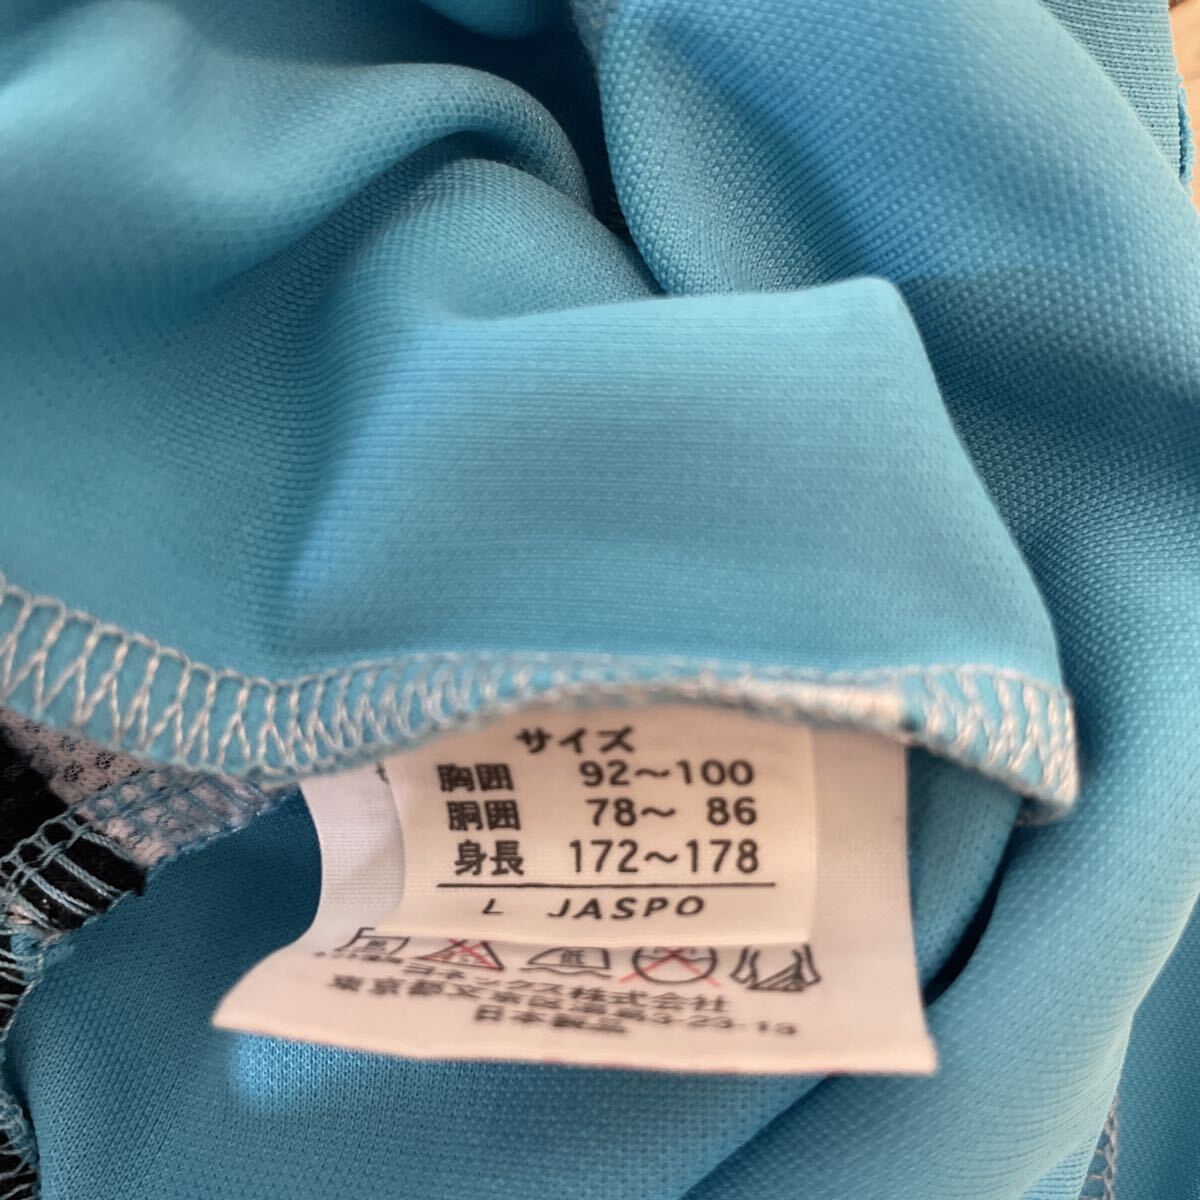 サイズ
胸囲 92～100
胴囲 78～ 86
身長 172～178
L JASPO
低
ヨネックス株式会社
東京都文京区湯島3-23-13
日本製